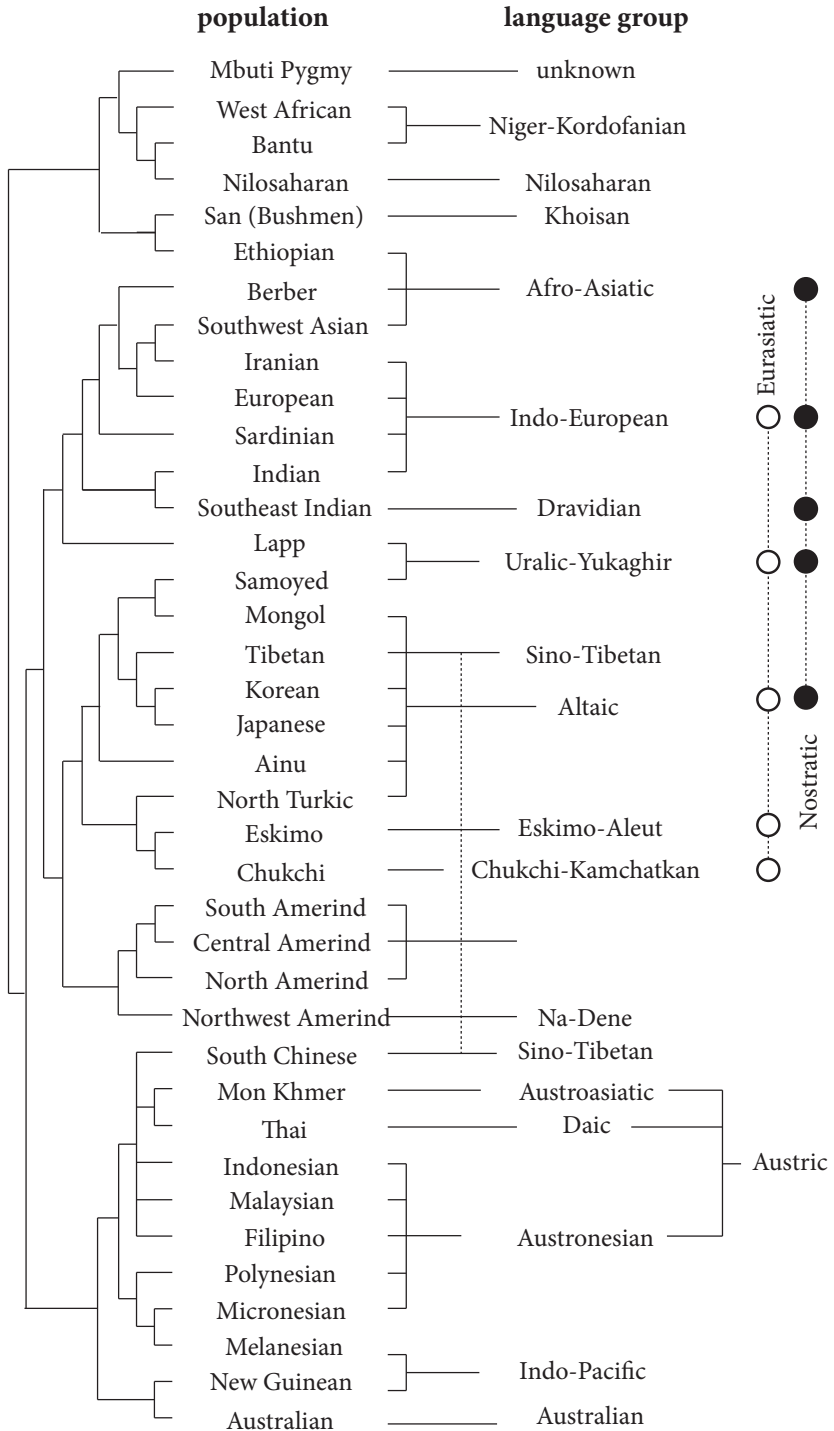 population language group
Mbuti Pygmy unknown
West African
Niger-Kordofanian
Bantu
Nilosaharan Nilosaharan
San (Bushmen) Khoisan
Ethiopian
Berber Afro-Asiatic
Southwest Asian
Iranian
Eurasiatic
European
Indo-European
Sardinian
Indian
Southeast Indian Dravidian
Lapp
Uralic-Yukaghir
Samoyed
Mongol
Tibetan Sino-Tibetan
Korean
Altaic
Japanese
Nostratic
Ainu
North Turkic
Eskimo Eskimo-Aleut
Chukchi Chukchi-Kamchatkan
South Amerind
Central Amerind
North Amerind
Northwest Amerind Na-Dene
South Chinese Sino-Tibetan
Mon Khmer Austroasiatic
Thai Daic
Indonesian Austric
Malaysian
Filipino Austronesian
Polynesian
Micronesian
Melanesian
Indo-Pacific
New Guinean
Australian Australian